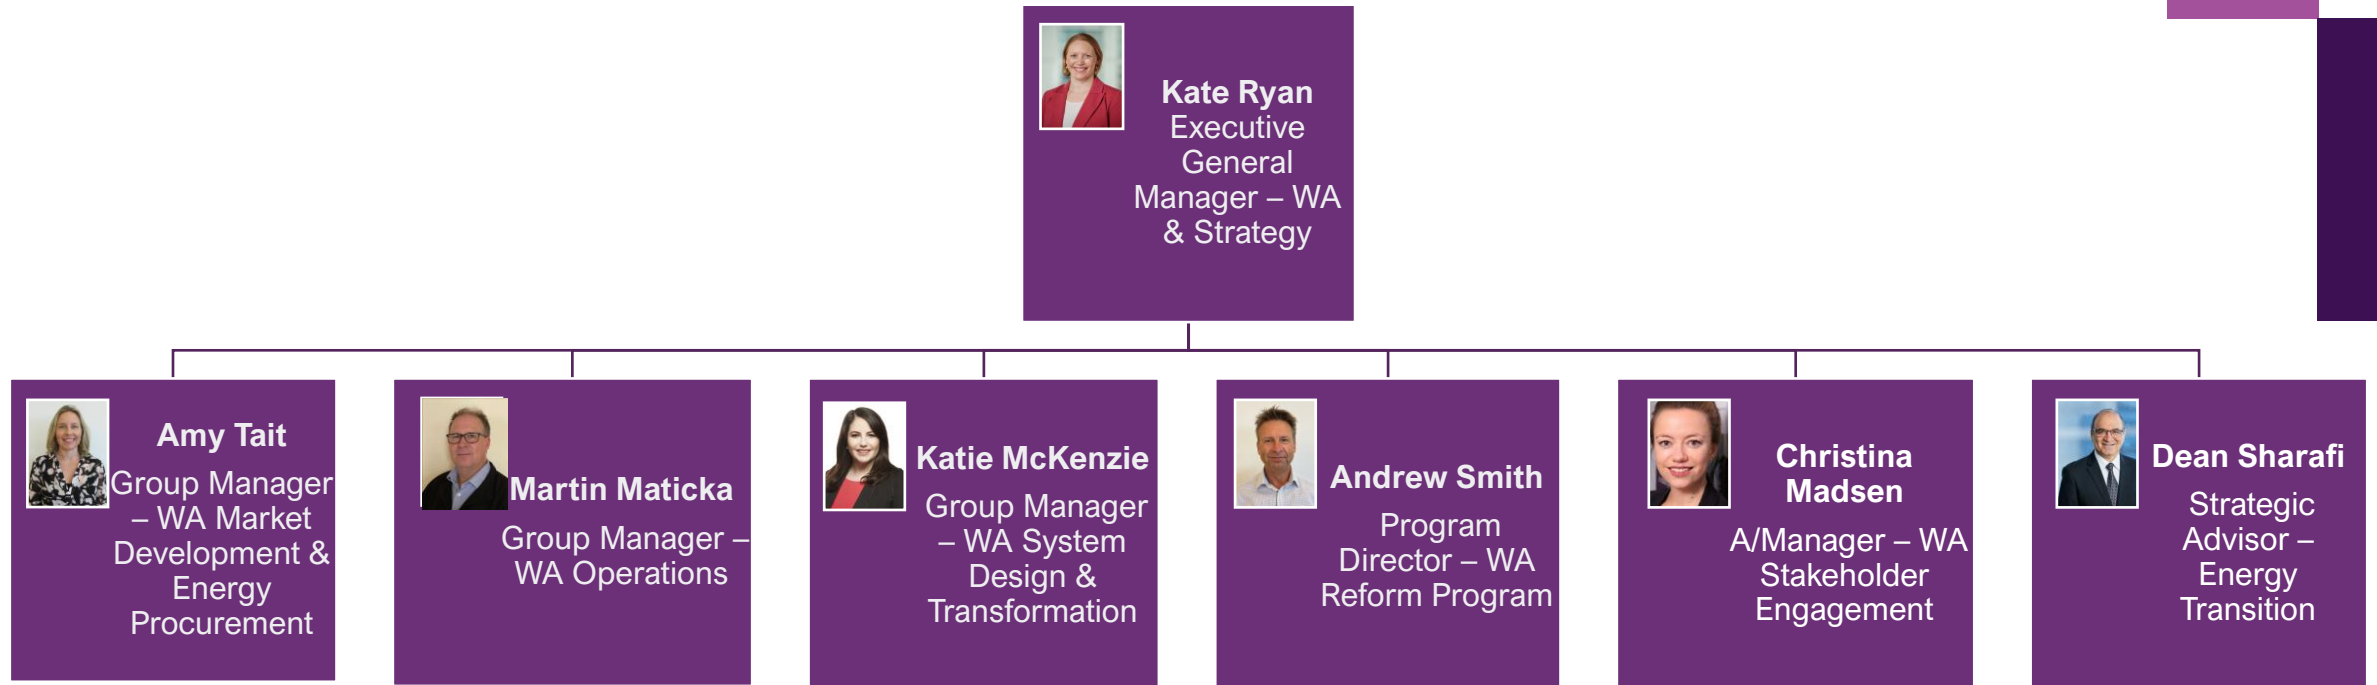 Kate Ryan
Executive
General
Manager – WA
& Strategy
Amy Tait
Group Manager
– WA Market
Development &
Energy
Procurement
Martin Maticka
Group Manager –
WA Operations
Katie McKenzie
Group Manager
– WA System
Design &
Transformation
Andrew Smith
Program
Director – WA
Reform Program
Christina
Madsen
A/Manager – WA
Stakeholder
Engagement
Dean Sharafi
Strategic
Advisor –
Energy
Transition